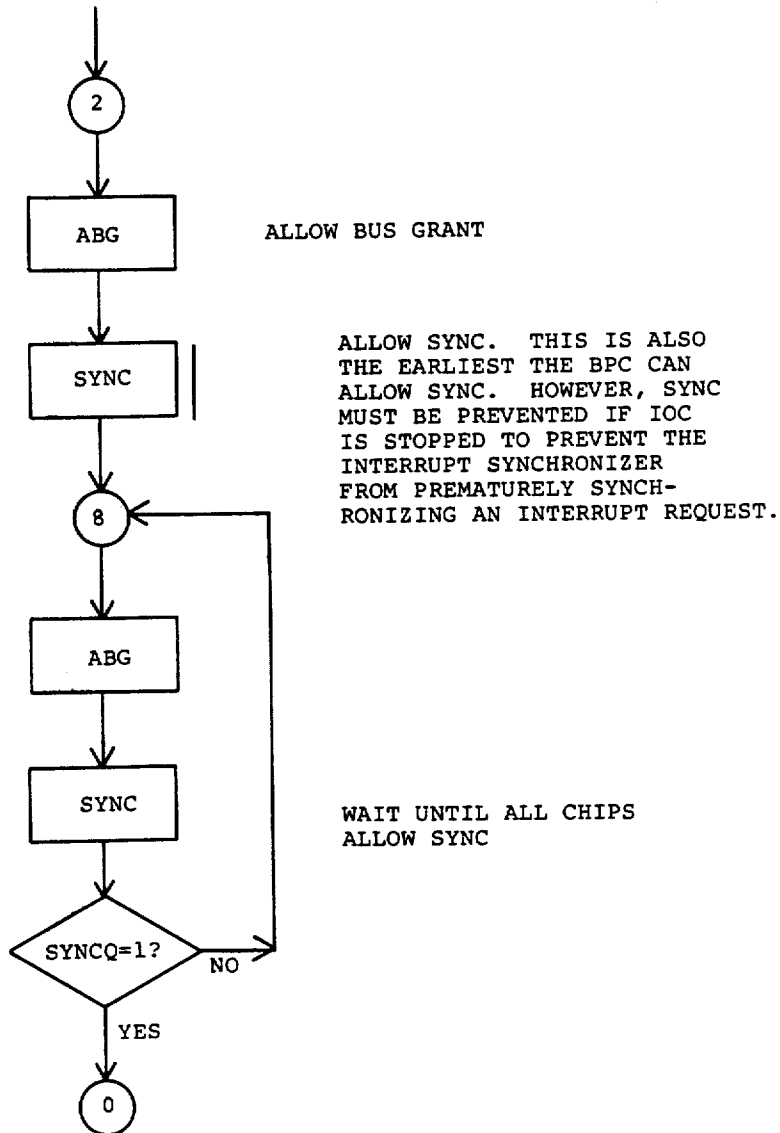 2
ABG
ALLOW BUS GRANT
SYNC
ALLOW SYNC. THIS IS ALSO
THE EARLIEST THE BPC CAN
ALLOW SYNC. HOWEVER, SYNC
MUST BE PREVENTED IF IOC
IS STOPPED TO PREVENT THE
INTERRUPT SYNCHRONIZER
FROM PREMATURELY SYNCH-
RONIZING AN INTERRUPT REQUEST.
8
ABG
SYNC
WAIT UNTIL ALL CHIPS
ALLOW SYNC
SYNCQ=1?
NO
YES
0